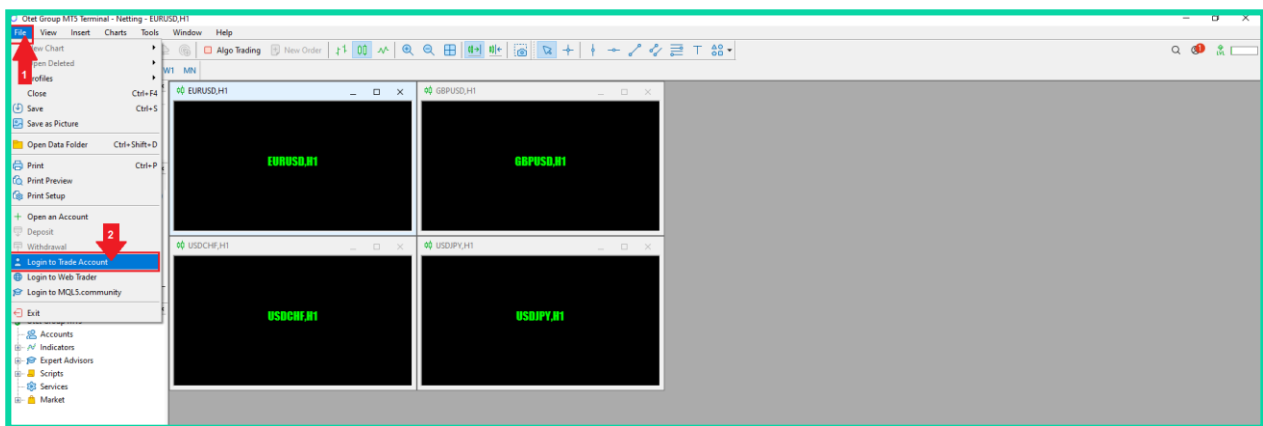 Otet Group MT5 Terminal - Netting - EURUSD,H1
File View Insert Charts Tools Window Help
New Chart
Algo Trading New Order
1
Open Deleted
Profiles
W1 MN
Close Ctrl+F4
EURUSD,H1
GBPUSD,H1
Save Ctrl+S
Save as Picture
Open Data Folder Ctrl+Shift+D
Print Ctrl+P
EURUSD,H1
GBPUSD,H1
Print Preview
Print Setup
Open an Account
Deposit
2
Withdrawal
USDCHF,H1
USDJPY,H1
Login to Trade Account
Login to Web Trader
Login to MQL5.community
Exit
USDCHF,H1
USDJPY,H1
Accounts
Indicators
Expert Advisors
Scripts
Services
Market